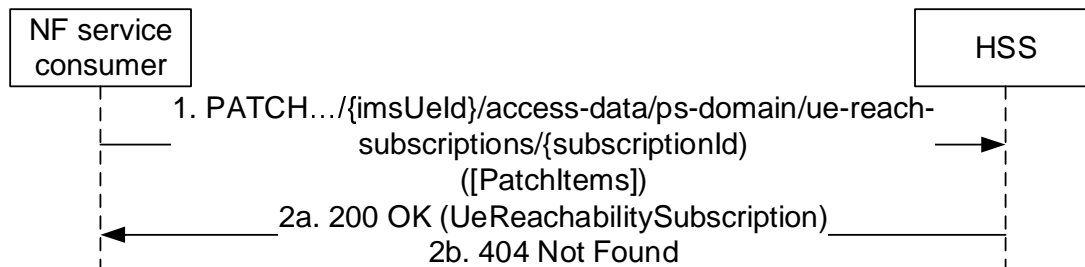 NF service
consumer
HSS
1. PATCH…/{imsUeId}/access-data/ps-domain/ue-reach-
subscriptions/{subscriptionId)
([PatchItems])
2a. 200 OK (UeReachabilitySubscription)
2b. 404 Not Found